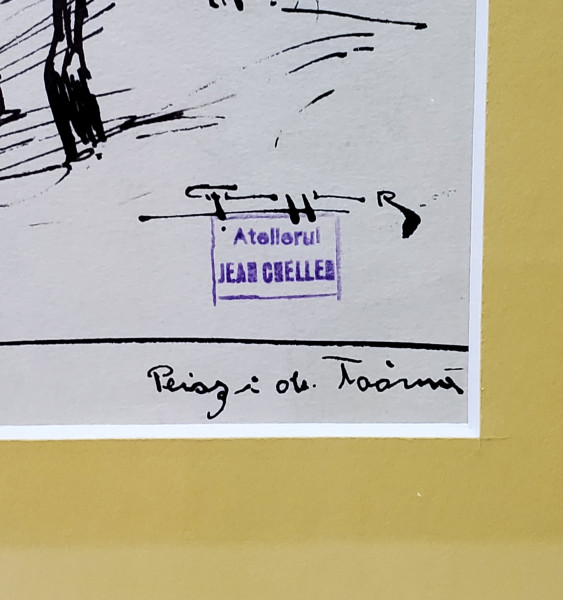 Atelierul
JEAN CHELLER
Peisaj de Toamnă